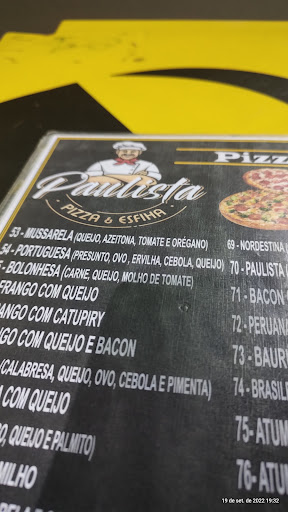 Paulista
PIZZA & ESFIHA
Pizz
53 - MUSSARELA (QUEIJO, AZEITONA, TOMATE E ORÉGANO)
54 - PORTUGUESA (PRESUNTO, OVO, ERVILHA, CEBOLA, QUEIJO)
- BOLONHESA (CARNE, QUEIJO, MOLHO DE TOMATE)
FRANGO COM QUEIJO
ANGO COM CATUPIRY
GO COM QUEIJO E BACON
(CALABRESA, QUEIJO, OVO, CEBOLA E PIMENTA)
A COM QUEIJO
O, QUEIJO E PALMITO)
MILHO
69 - NORDESTINA (
70 - PAULISTA (
71 - BACON
72 - PERUANA
73 - BAURU
74 - BRASIL
75- ATUM
76- ATUM
19 de set. de 2022 19:32